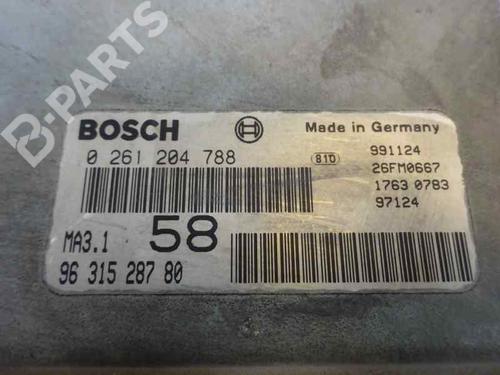 B-PARTS
BOSCH
Made in Germany
0 261 204 788
810
991124
26FM0667
1763 0783
97124
MA3.1
58
96 315 287 80